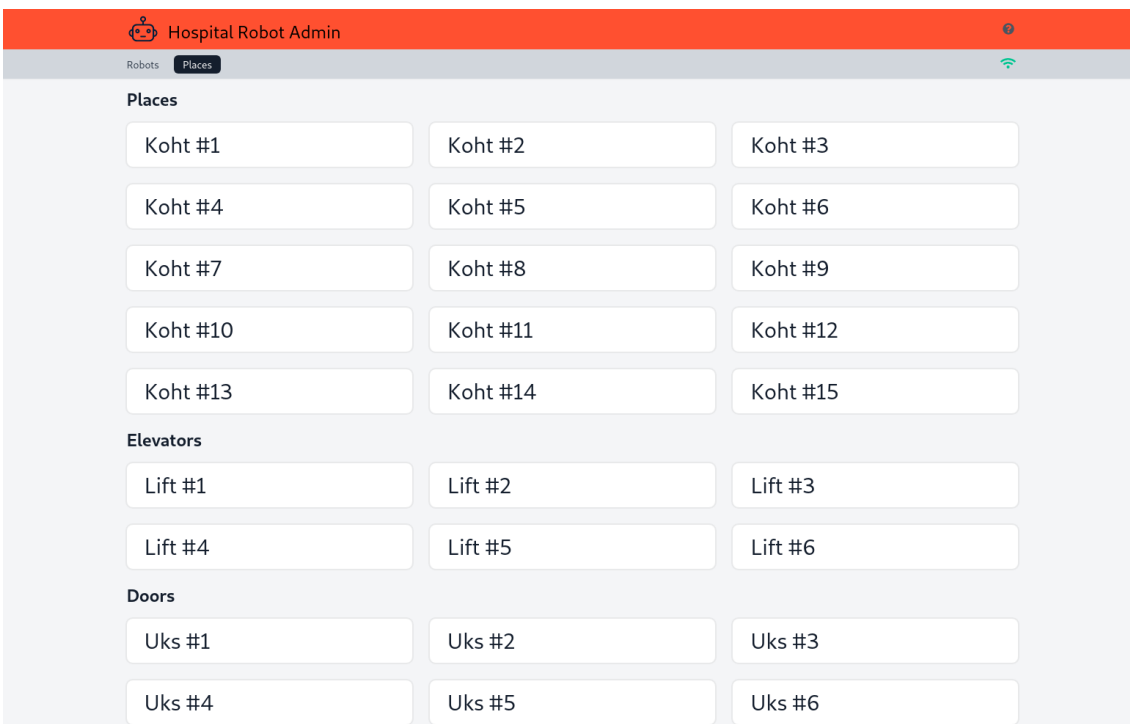 Hospital Robot Admin
Robots Places
Places
Koht #1 Koht #2 Koht #3
Koht #4 Koht #5 Koht #6
Koht #7 Koht #8 Koht #9
Koht #10 Koht #11 Koht #12
Koht #13 Koht #14 Koht #15
Elevators
Lift #1 Lift #2 Lift #3
Lift #4 Lift #5 Lift #6
Doors
Uks #1 Uks #2 Uks #3
Uks #4 Uks #5 Uks #6